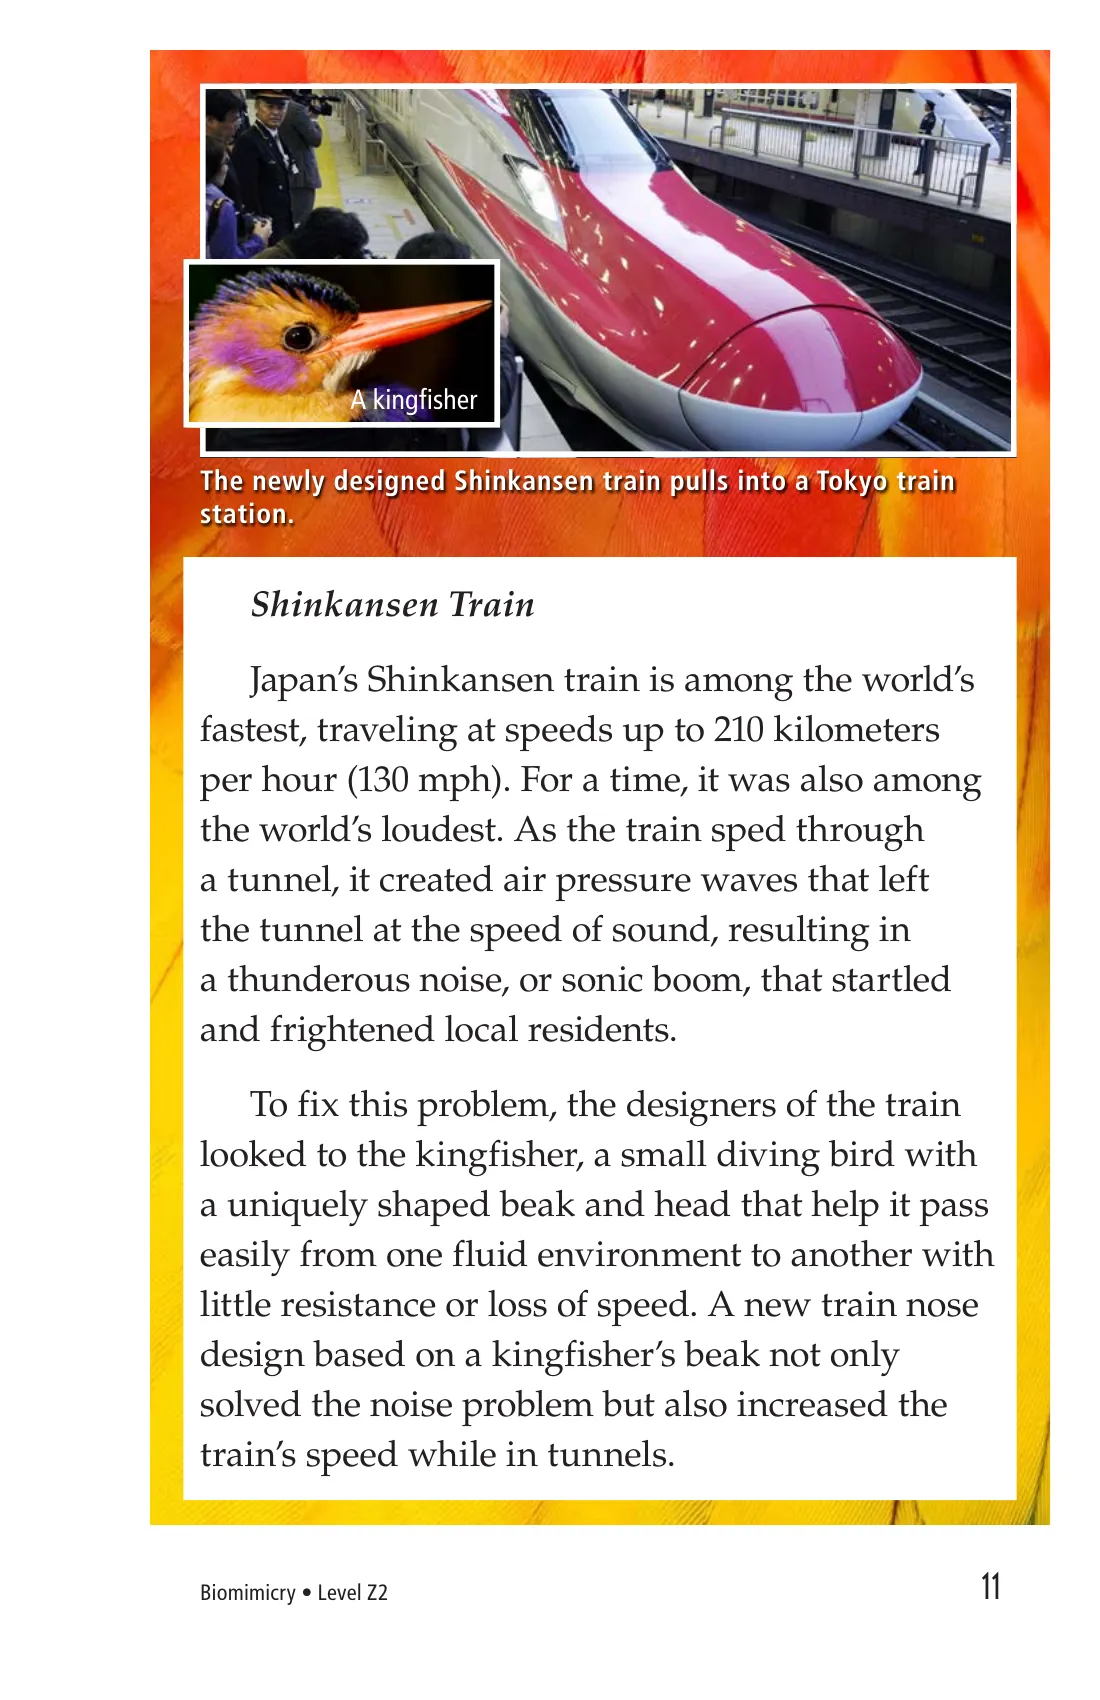 A kingfisher
The newly designed Shinkansen train pulls into a Tokyo train
station.
Shinkansen Train
Japan’s Shinkansen train is among the world’s
fastest, traveling at speeds up to 210 kilometers
per hour (130 mph). For a time, it was also among
the world’s loudest. As the train sped through
a tunnel, it created air pressure waves that left
the tunnel at the speed of sound, resulting in
a thunderous noise, or sonic boom, that startled
and frightened local residents.
To fix this problem, the designers of the train
looked to the kingfisher, a small diving bird with
a uniquely shaped beak and head that help it pass
easily from one fluid environment to another with
little resistance or loss of speed. A new train nose
design based on a kingfisher’s beak not only
solved the noise problem but also increased the
train’s speed while in tunnels.
Biomimicry • Level Z2
11